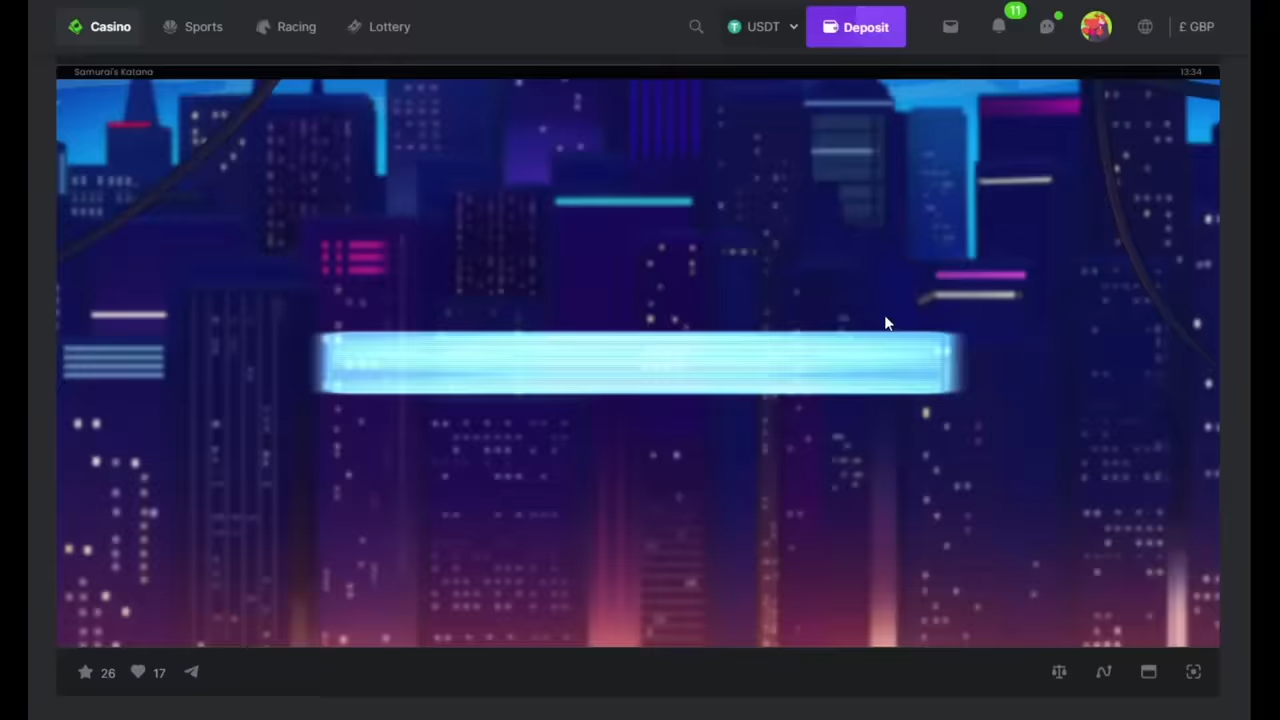 Casino Sports Racing Lottery USDT Deposit 11 £ GBP
Samurai's Katana 13:34
26 17